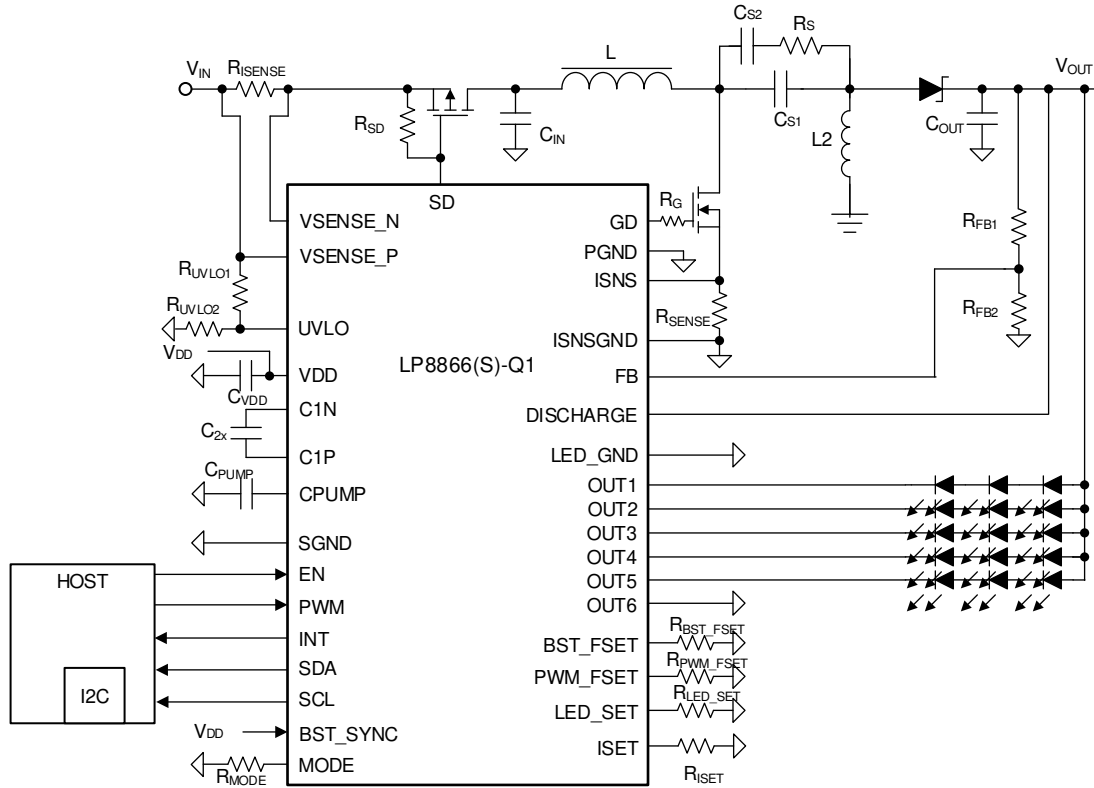 CS2
RS
L
VIN
RISENSE
VOUT
RSD
CIN
CS1
L2
COUT
SD
RG
GD
VSENSE_N
RFB1
PGND
VSENSE_P
ISNS
RUVLO1
RUVLO2
RSENSE
RFB2
UVLO
ISNSGND
VDD
LP8866(S)-Q1
VDD
FB
CVDD
C1N
DISCHARGE
C2x
C1P
LED_GND
CPUMP
CPUMP
OUT1
OUT2
SGND
OUT3
OUT4
HOST
EN
OUT5
PWM
OUT6
RBST_FSET
INT
BST_FSET
RPWM_FSET
SDA
PWM_FSET
I2C
RLED_SET
SCL
LED_SET
VDD
BST_SYNC
ISET
MODE
RMODE
RISET